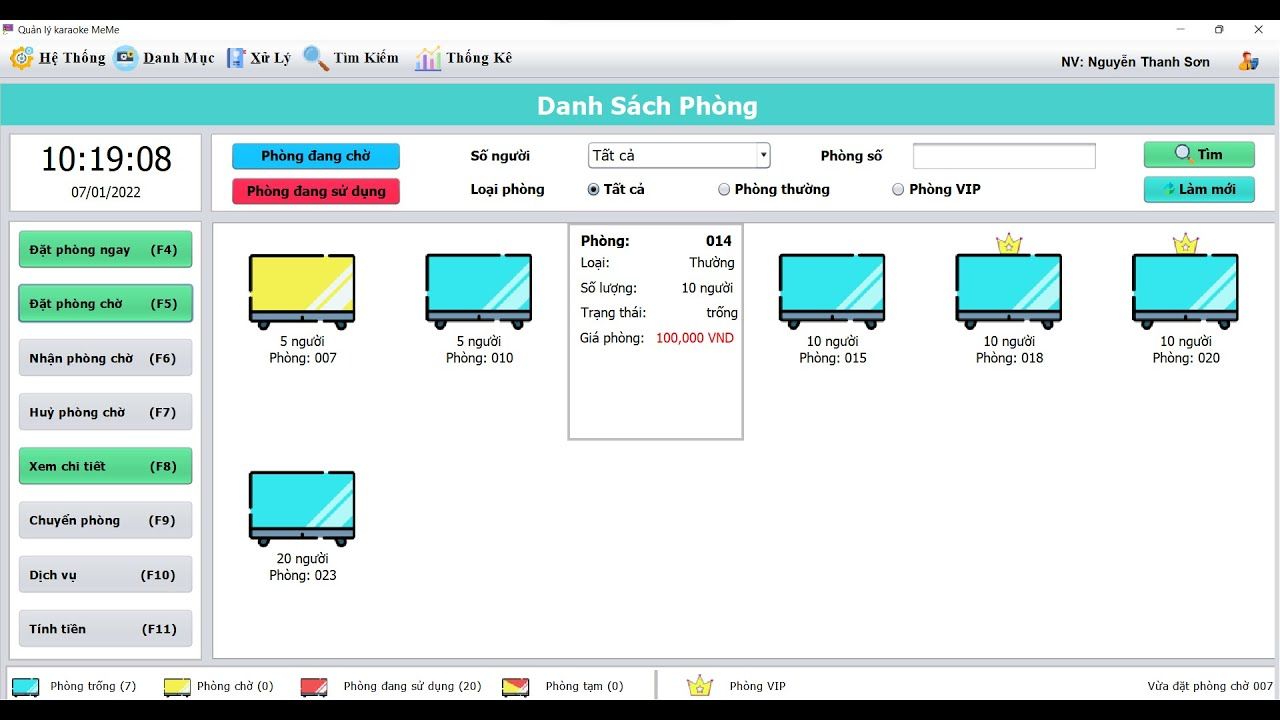 Quản lý karaoke MeMe
Hệ Thống Danh Mục Xử Lý Tìm Kiếm Thống Kê NV: Nguyễn Thanh Sơn
Danh Sách Phòng
10:19:08
07/01/2022
Phòng đang chờ Số người Tất cả Phòng số Tìm
Phòng đang sử dụng Loại phòng Tất cả Phòng thường Phòng VIP Làm mới
Đặt phòng ngay (F4)
Đặt phòng chờ (F5)
Nhận phòng chờ (F6)
Huỷ phòng chờ (F7)
Xem chi tiết (F8)
Chuyển phòng (F9)
Dịch vụ (F10)
Tính tiền (F11)
5 người
Phòng: 007
5 người
Phòng: 010
Phòng: 014
Loại: Thường
Số lượng: 10 người
Trạng thái: trống
Giá phòng: 100,000 VND
10 người
Phòng: 015
10 người
Phòng: 018
10 người
Phòng: 020
20 người
Phòng: 023
Phòng trống (7) Phòng chờ (0) Phòng đang sử dụng (20) Phòng tạm (0) Phòng VIP Vừa đặt phòng chờ 007